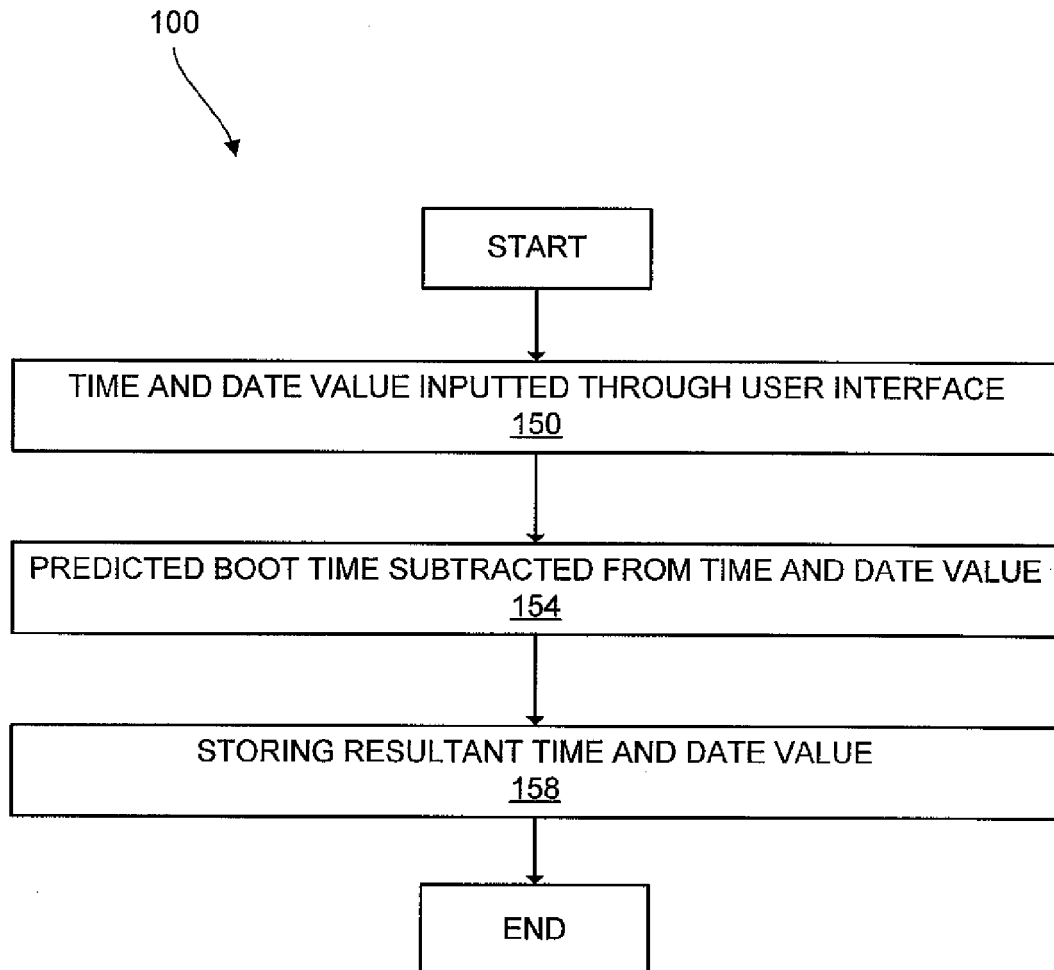 100
START
TIME AND DATE VALUE INPUTTED THROUGH USER INTERFACE
150
PREDICTED BOOT TIME SUBTRACTED FROM TIME AND DATE VALUE
154
STORING RESULTANT TIME AND DATE VALUE
158
END